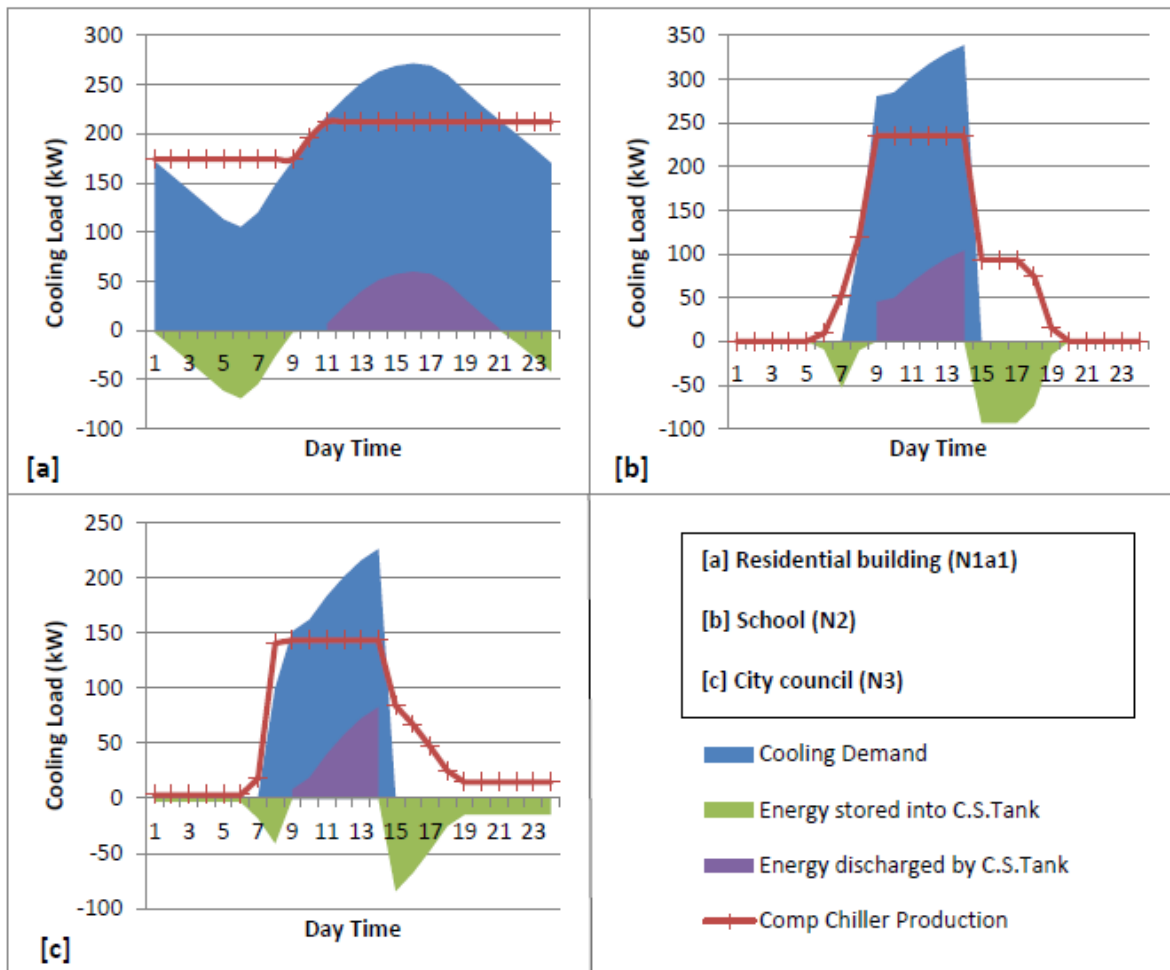 300
250
200
150
100
50
0
-50
-100
Cooling Load (kW)
1 3 5 7 9 11 13 15 17 19 21 23
Day Time
[a]
350
300
250
200
150
100
50
0
-50
-100
Cooling Load (kW)
1 3 5 7 9 11 13 15 17 19 21 23
Day Time
[b]
250
200
150
100
50
0
-50
-100
Cooling Load (kW)
1 3 5 7 9 11 13 15 17 19 21 23
Day Time
[c]
[a] Residential building (N1a1)
[b] School (N2)
[c] City council (N3)
Cooling Demand
Energy stored into C.S.Tank
Energy discharged by C.S.Tank
Comp Chiller Production